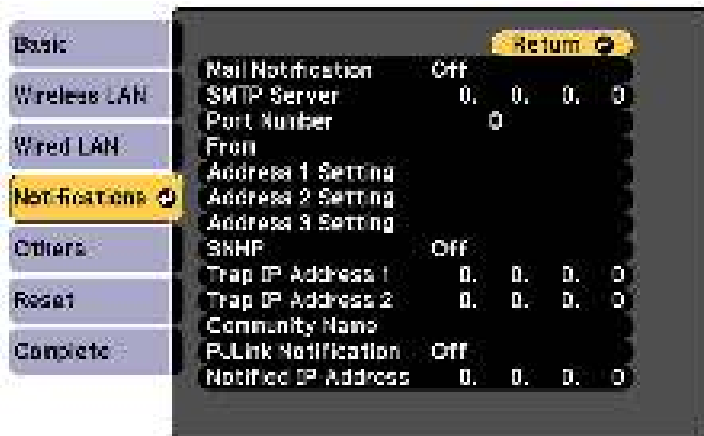 Basic
Wireless LAN
Wired LAN
Notifications
Others
Reset
Complete
Return
Mail Notification Off
SMTP Server 0. 0. 0. 0
Port Number 0
From
Address 1 Setting
Address 2 Setting
Address 3 Setting
SNMP Off
Trap IP Address 1 0. 0. 0. 0
Trap IP Address 2 0. 0. 0. 0
Community Name
PJLink Notification Off
Notified IP Address 0. 0. 0. 0